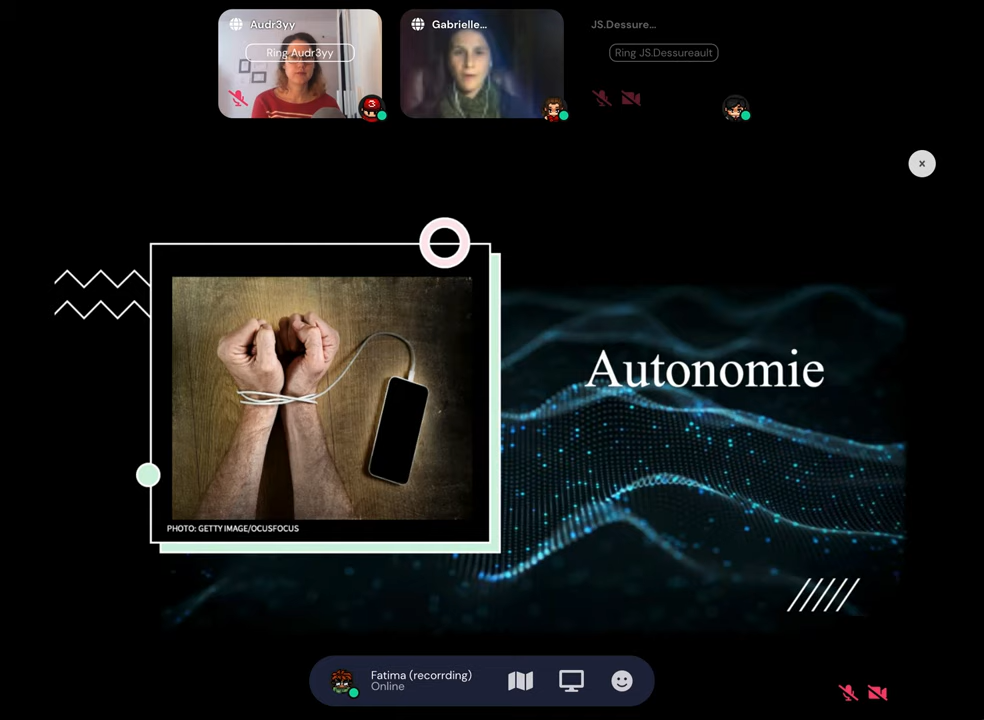 Audr3yy
Ring Audr3yy
Gabrielle...
JS.Dessure...
Ring JS.Dessureault
Autonomie
PHOTO: GETTY IMAGE/OCUSFOCUS
Fatima (recorrding)
Online